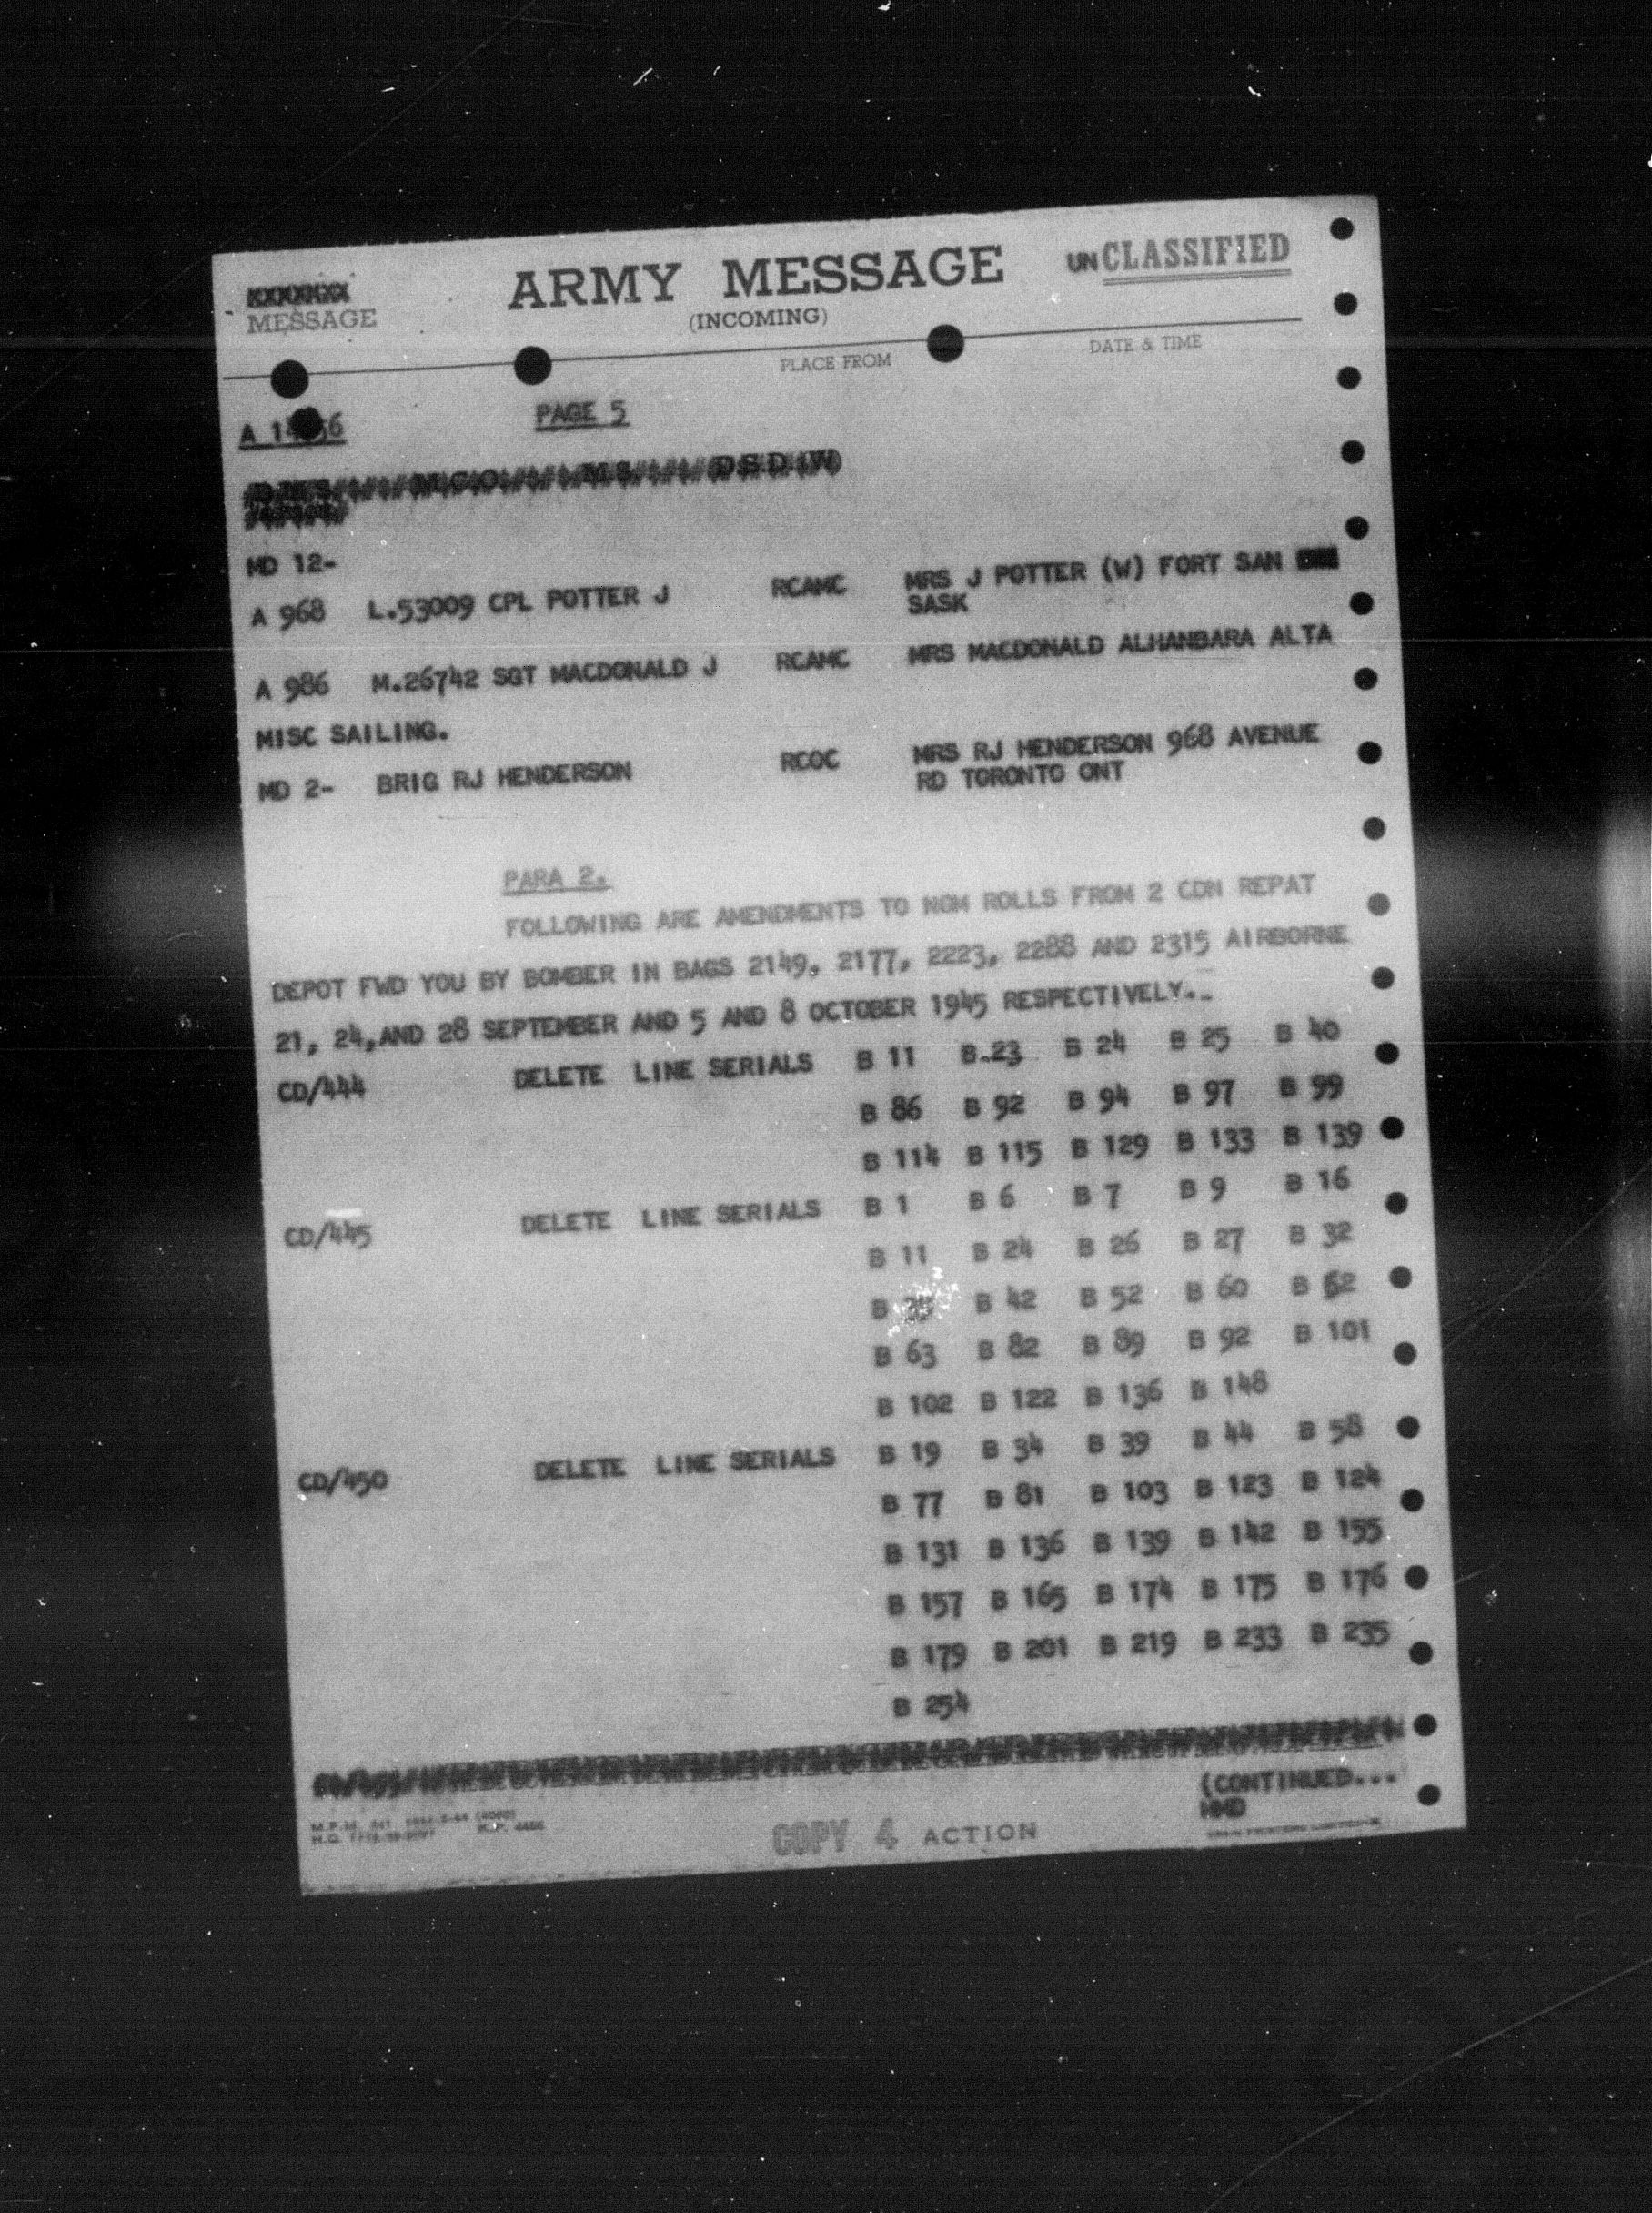 MESSAGE
ARMY MESSAGE
(INCOMING)
UNCLASSIFIED
PLACE FROM
DATE & TIME
A
PAGE 5
MD 12-
A 968 L.53009 CPL POTTER J RCAMC MRS J POTTER (W) FORT SAN
SASK
A 986 M.26742 SGT MACDONALD J RCAMC MRS MACDONALD ALHANBARA ALTA
MISC SAILING.
MD 2- BRIG RJ HENDERSON RCOC MRS RJ HENDERSON 968 AVENUE
RD TORONTO ONT
PARA 2.
FOLLOWING ARE AMENDMENTS TO NOM ROLLS FROM 2 CDN REPAT
DEPOT FWD YOU BY BOMBER IN BAGS 2149, 2177, 2223, 2288 AND 2315 AIRBORNE
21, 24,AND 28 SEPTEMBER AND 5 AND 8 OCTOBER 1945 RESPECTIVELY._
CD/444 DELETE LINE SERIALS B 11 B.23 B 24 B 25 B 40
B 86 B 92 B 94 B 97 B 99
B 114 B 115 B 129 B 133 B 139
CD/445 DELETE LINE SERIALS B 1 B 6 B 7 B 9 B 16
B 11 B 24 B 26 B 27 B 32
B B 42 B 52 B 60 B 62
B 63 B 82 B 89 B 92 B 101
B 102 B 122 B 136 B 148
CD/450 DELETE LINE SERIALS B 19 B 34 B 39 B 44 B 58
B 77 B 81 B 103 B 123 B 124
B 131 B 136 B 139 B 142 B 155
B 157 B 165 B 174 B 175 B 176
B 179 B 201 B 219 B 233 B 235
B 254
(CONTINUED...
COPY 4 ACTION